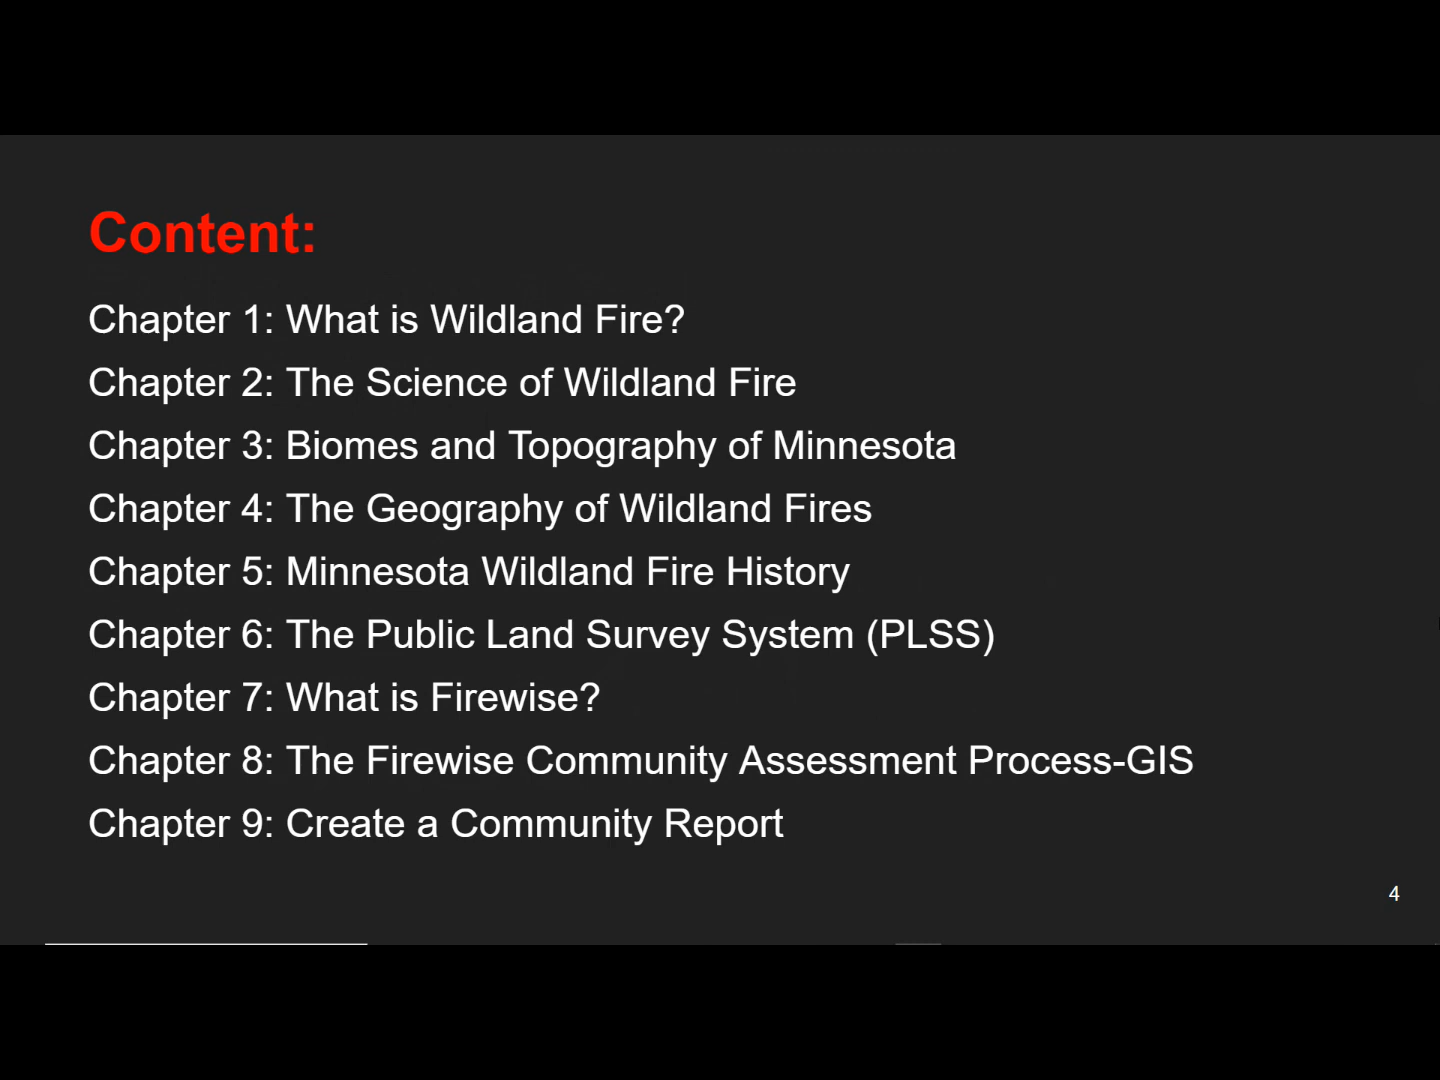 Content:
Chapter 1: What is Wildland Fire?
Chapter 2: The Science of Wildland Fire
Chapter 3: Biomes and Topography of Minnesota
Chapter 4: The Geography of Wildland Fires
Chapter 5: Minnesota Wildland Fire History
Chapter 6: The Public Land Survey System (PLSS)
Chapter 7: What is Firewise?
Chapter 8: The Firewise Community Assessment Process-GIS
Chapter 9: Create a Community Report
4